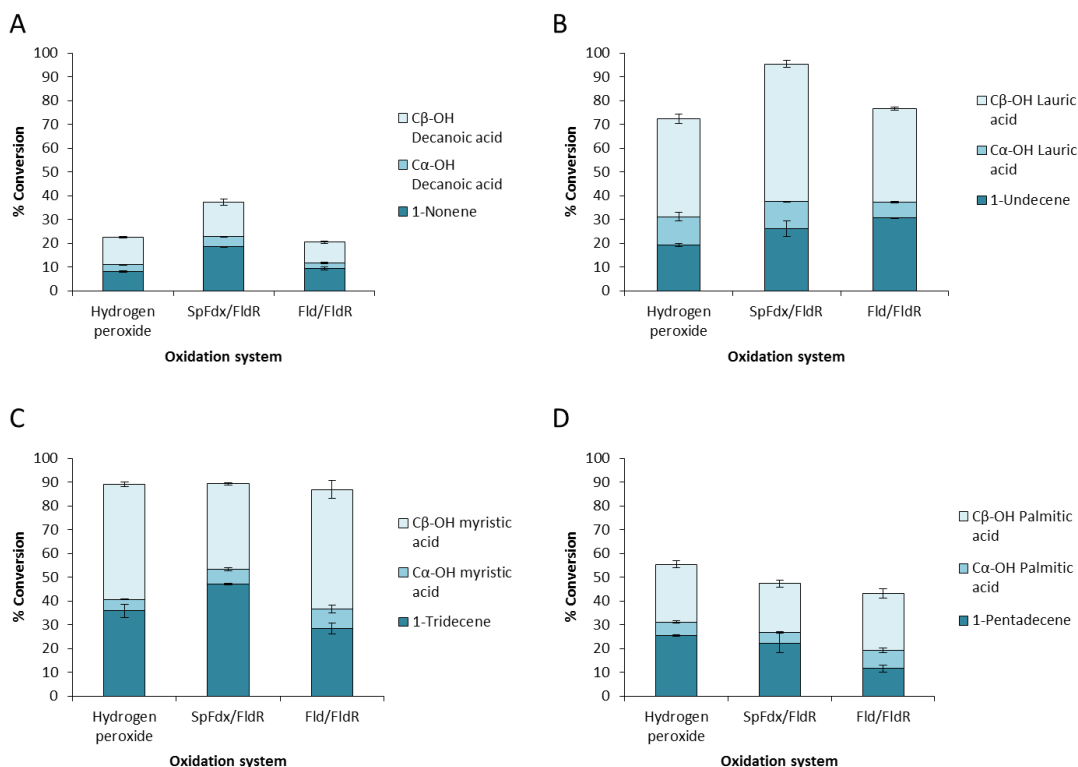 A
100
90
80
70
60
50
40
30
20
10
0
% Conversion
Hydrogen
peroxide
SpFdx/FldR
Fld/FldR
Oxidation system
Cβ-OH
Decanoic acid
Cα-OH
Decanoic acid
1-Nonene
B
100
90
80
70
60
50
40
30
20
10
0
% Conversion
Hydrogen
peroxide
SpFdx/FldR
Fld/FldR
Oxidation system
Cβ-OH Lauric
acid
Cα-OH Lauric
acid
1-Undecene
C
100
90
80
70
60
50
40
30
20
10
0
% Conversion
Hydrogen
peroxide
SpFdx/FldR
Fld/FldR
Oxidation system
Cβ-OH myristic
acid
Cα-OH myristic
acid
1-Tridecene
D
100
90
80
70
60
50
40
30
20
10
0
% Conversion
Hydrogen
peroxide
SpFdx/FldR
Fld/FldR
Oxidation system
Cβ-OH Palmitic
acid
Cα-OH Palmitic
acid
1-Pentadecene